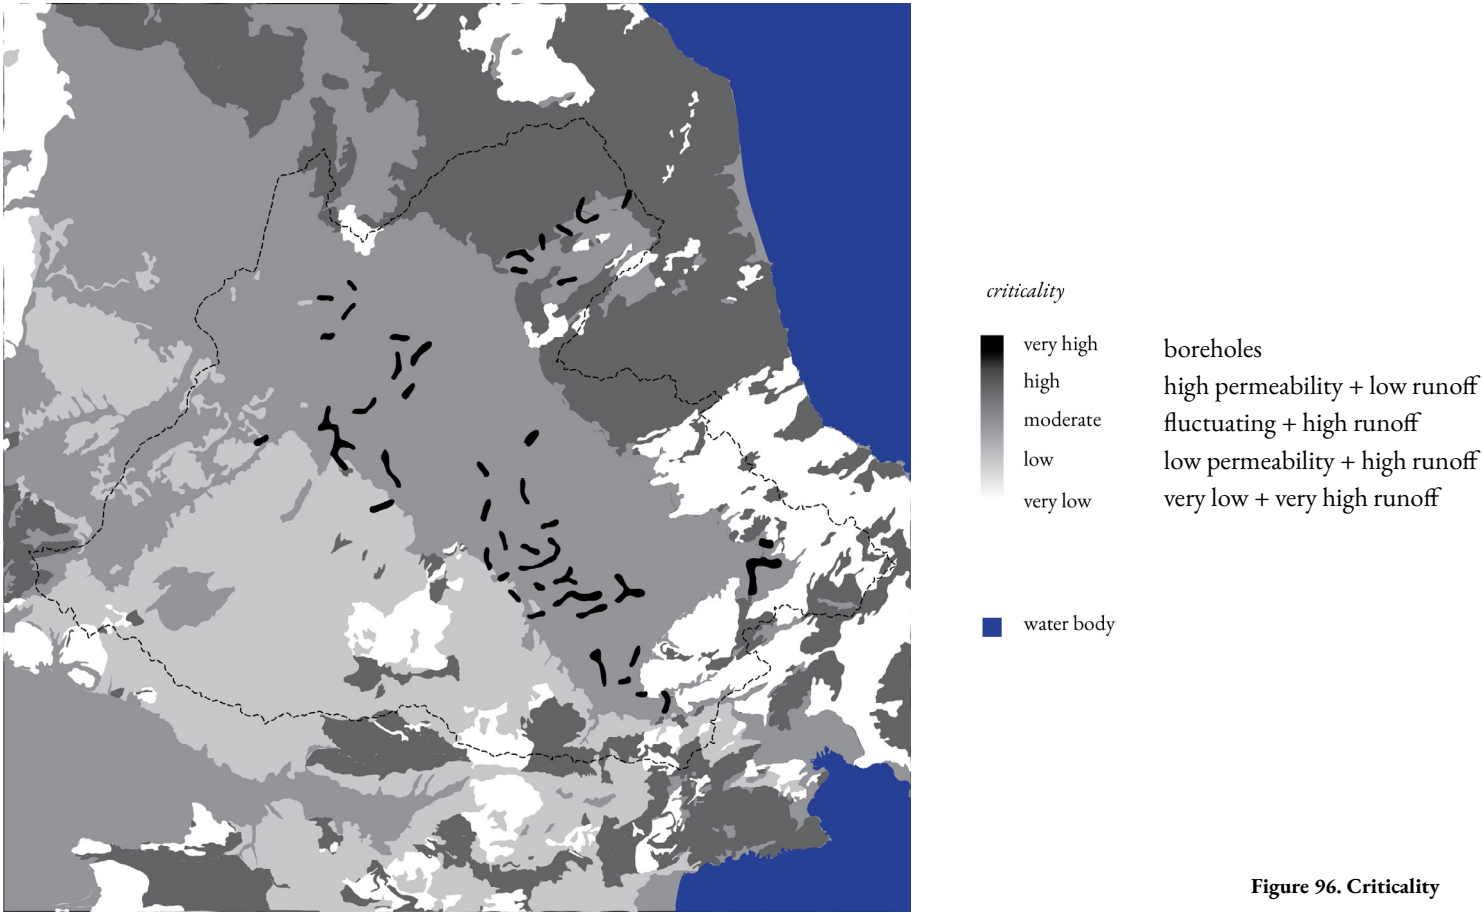 criticality
very high boreholes
high high permeability + low runoff
moderate fluctuating + high runoff
low low permeability + high runoff
very low very low + very high runoff
water body
Figure 96. Criticality